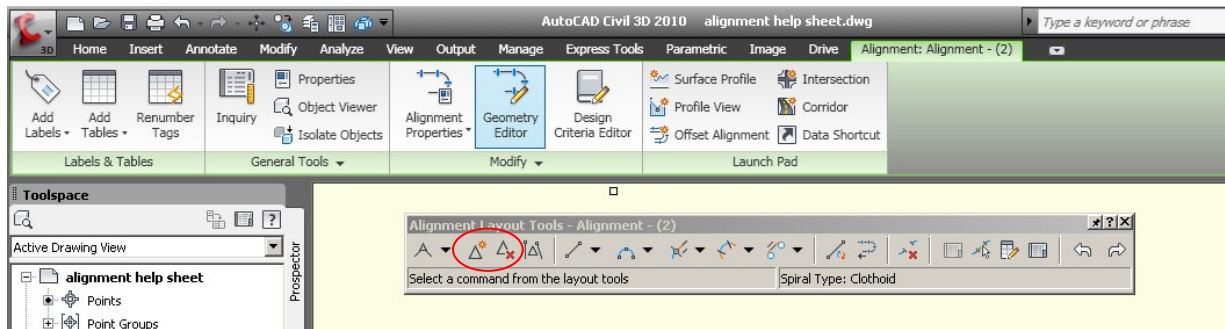 AutoCAD Civil 3D 2010 alignment help sheet.dwg Type a keyword or phrase
3D Home Insert Annotate Modify Analyze View Output Manage Express Tools Parametric Image Drive Alignment: Alignment - (2)
Add Labels
Add Tables
Renumber Tags
Labels & Tables
Inquiry
Properties
Object Viewer
Isolate Objects
General Tools
Alignment Properties
Geometry Editor
Design Criteria Editor
Modify
Surface Profile Intersection
Profile View Corridor
Offset Alignment Data Shortcut
Launch Pad
Toolspace
Active Drawing View
alignment help sheet
Points
Point Groups
Prospector
Alignment Layout Tools - Alignment - (2)
Select a command from the layout tools Spiral Type: Clothoid